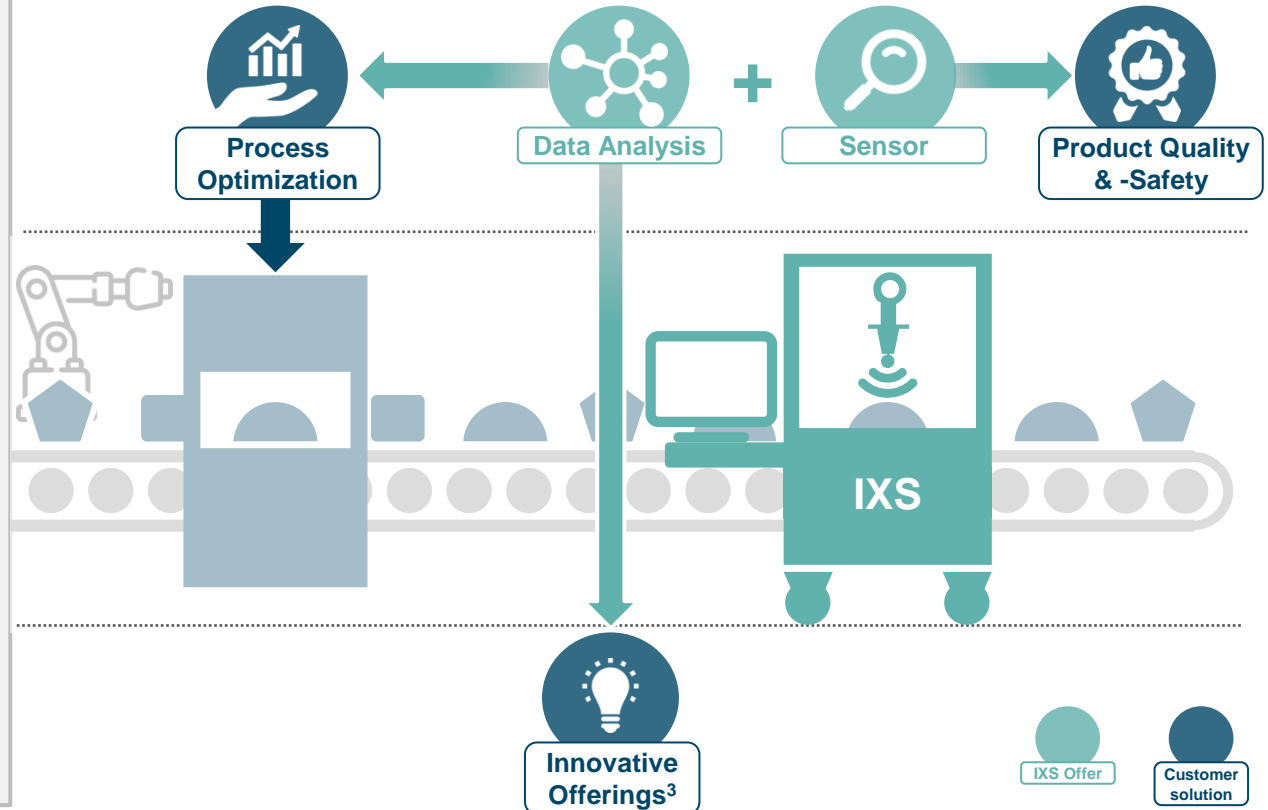 Process
Optimization
Data Analysis
+
Sensor
Product Quality
& -Safety
IXS
Innovative
Offerings³
IXS Offer
Customer
solution